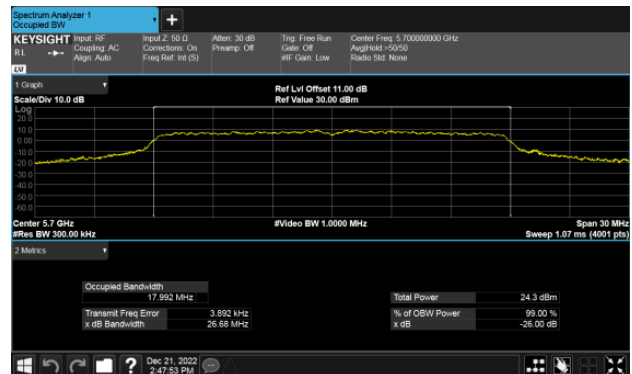 Spectrum Analyzer 1
Occupied BW
+
KEYSIGHT Input: RF Input Z: 50 Ω Atten: 30 dB Trig: Free Run Center Freq: 5.700000000 GHz
RL Coupling: AC Corrections: On Preamp: Off Gate: Off Avg|Hold:>50/50
Align: Auto Freq Ref: Int (S) #IF Gain: Low Radio Std: None
LXI
1 Graph
Ref Lvl Offset 11.00 dB
Scale/Div 10.0 dB Ref Value 30.00 dBm
Log
20.0
10.0
0.00
-10.0
-20.0
-30.0
-40.0
-50.0
-60.0
Center 5.7 GHz #Video BW 1.0000 MHz Span 30 MHz
#Res BW 300.00 kHz Sweep 1.07 ms (4001 pts)
2 Metrics
Occupied Bandwidth
17.992 MHz Total Power 24.3 dBm
Transmit Freq Error 3.892 kHz % of OBW Power 99.00 %
x dB Bandwidth 26.68 MHz x dB -26.00 dB
? Dec 21, 2022
2:47:53 PM